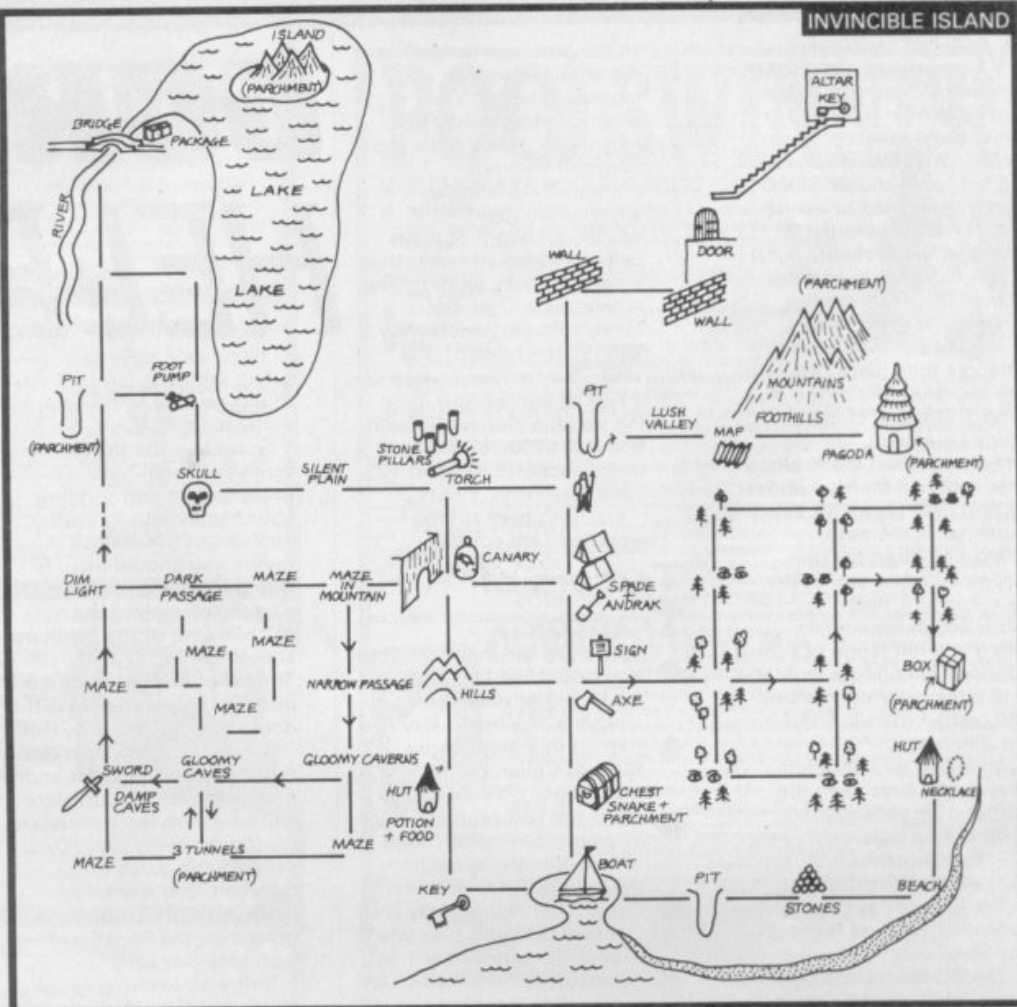 INVINCIBLE ISLAND
ISLAND
(PARCHMENT)
ALTAR
KEY
BRIDGE
PACKAGE
LAKE
RIVER
LAKE
WALL
DOOR
WALL
(PARCHMENT)
PIT
FOOT
PUMP
(PARCHMENT)
PIT
LUSH
VALLEY
MOUNTAINS
FOOTHILLS
MAP
PAGODA
(PARCHMENT)
STONE
PILLARS
SKULL
SILENT
PLAIN
TORCH
CANARY
DIM
LIGHT
DARK
PASSAGE
MAZE
MAZE
IN
MOUNTAIN
SPADE
+
ANDRAK
MAZE
MAZE
SIGN
MAZE
NARROW PASSAGE
HILLS
AXE
MAZE
BOX
(PARCHMENT)
SWORD
DAMP
CAVES
GLOOMY
CAVES
GLOOMY CAVERNS
HUT
POTION
+ FOOD
CHEST
SNAKE +
PARCHMENT
HUT
NECKLACE
MAZE
3 TUNNELS
(PARCHMENT)
MAZE
KEY
BOAT
PIT
STONES
BEACH